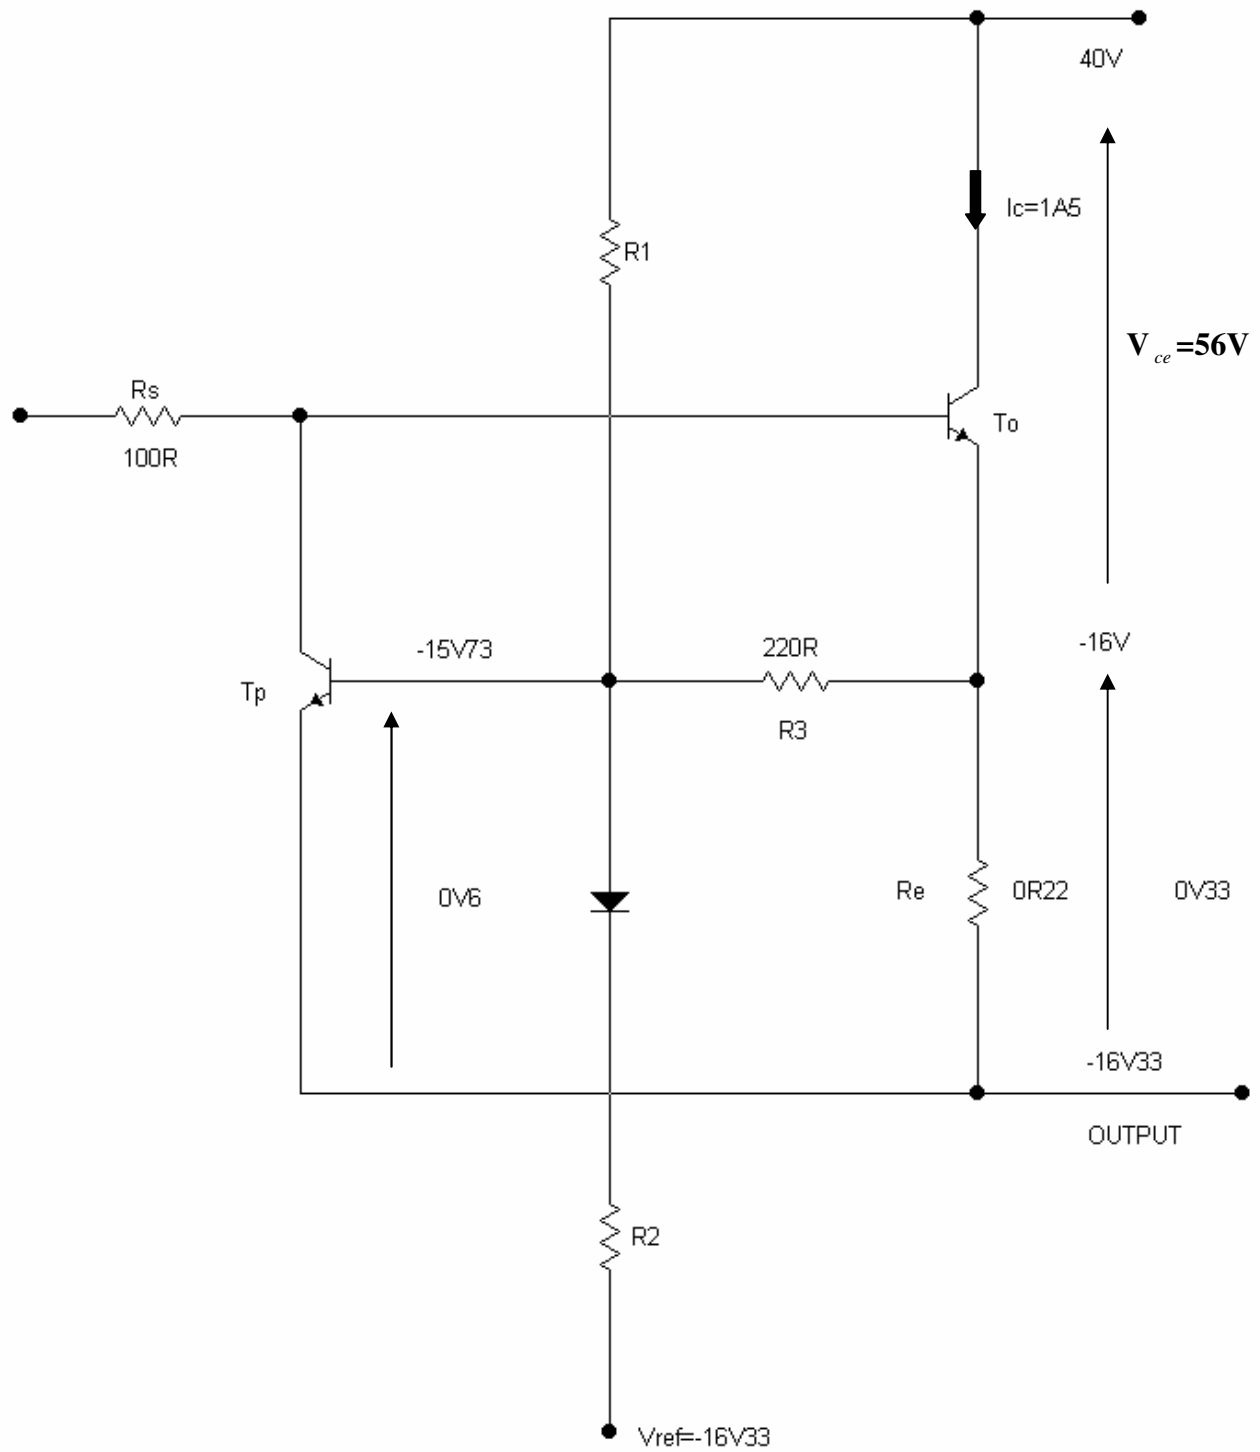 40V
Ic=1A5
R1
Vce=56V
Rs
100R
To
-15V73
220R
-16V
Tp
R3
0V6
Re
0R22
0V33
-16V33
OUTPUT
R2
Vref=-16V33